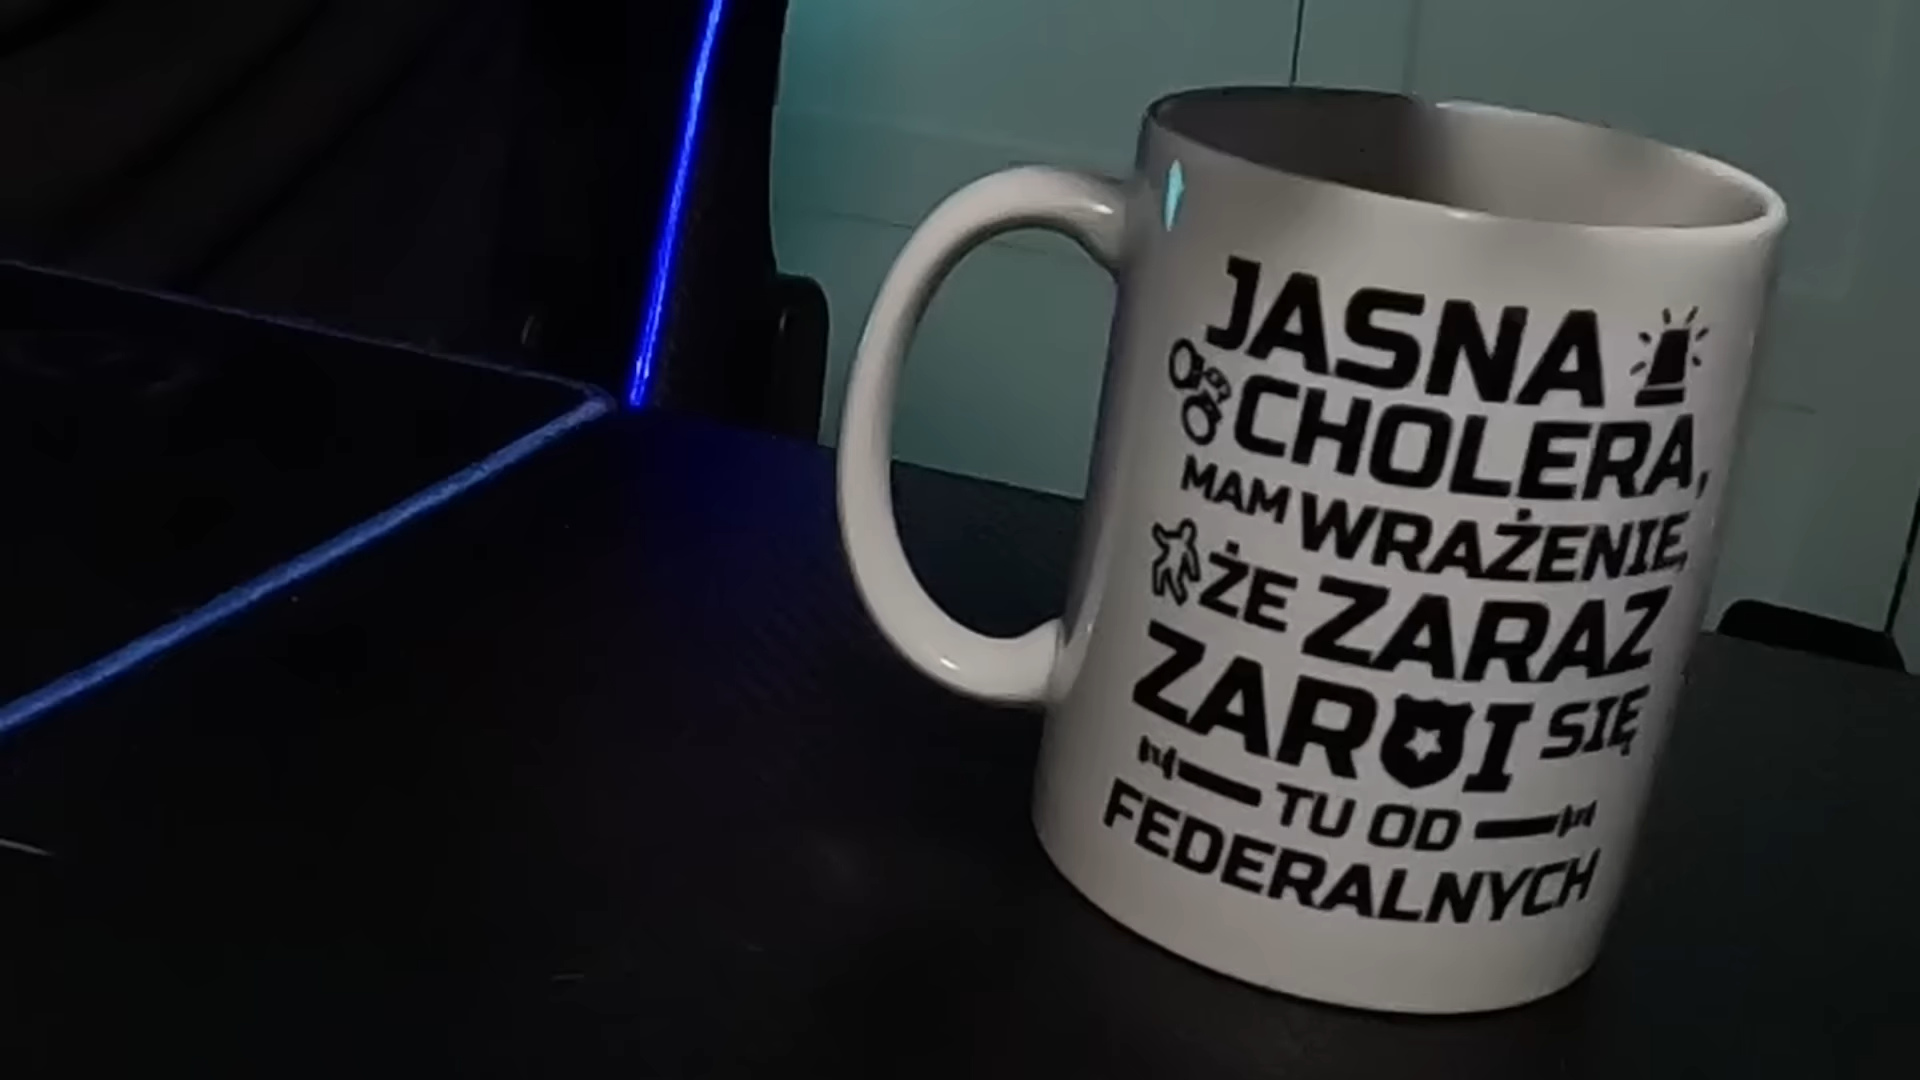 JASNA
CHOLERA,
MAM WRAŻENIE,
ŻE ZARAZ
ZAROI SIĘ
TU OD
FEDERALNYCH